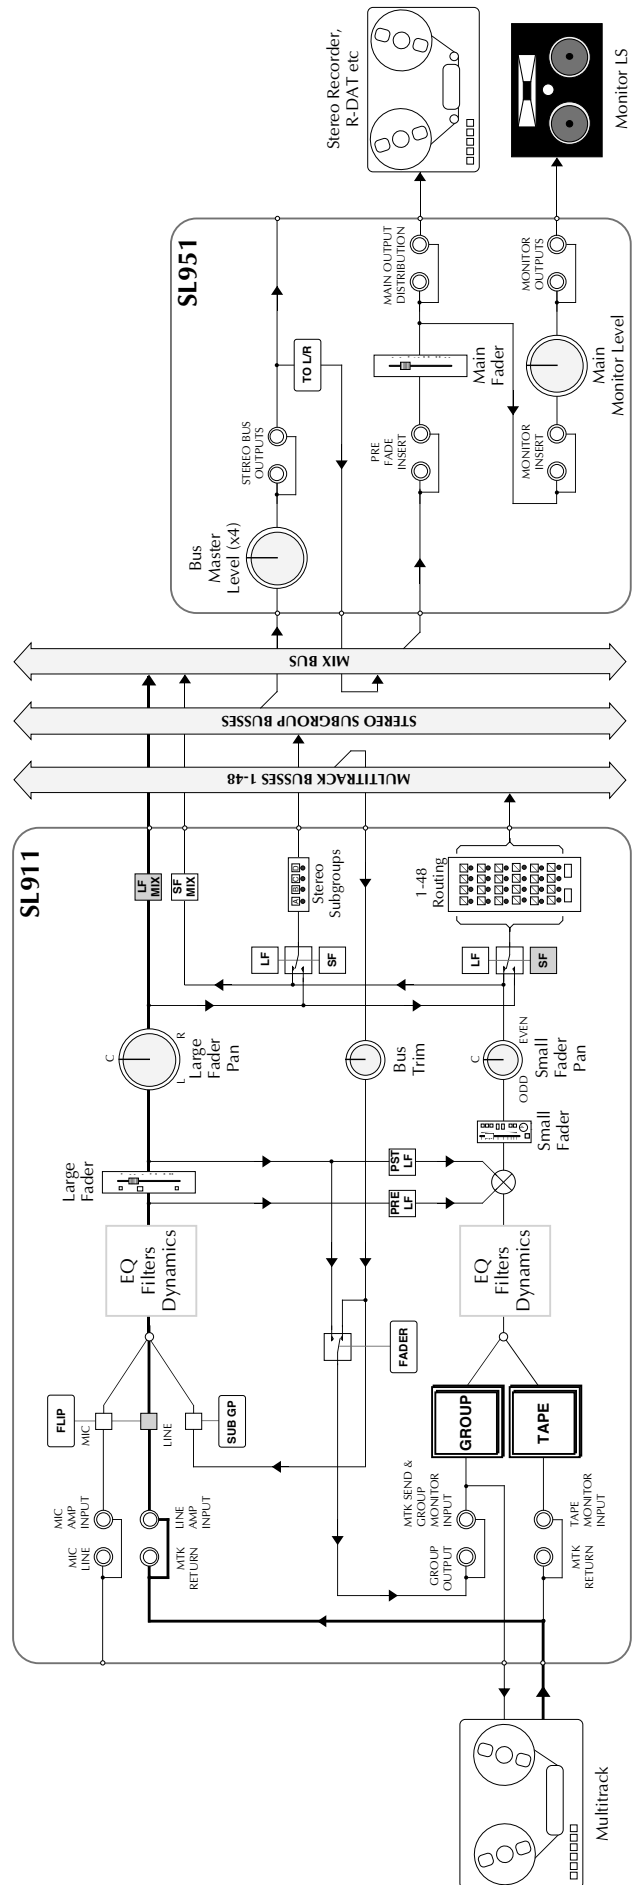 SL911
FLIP
MIC
LINE
SUB GP
MIC
LINE
MIC
AMP
INPUT
MTK
RETURN
LINE
AMP
INPUT
EQ
Filters
Dynamics
Large
Fader
C
L
R
Large
Fader
Pan
LF
MIX
SF
MIX
LF
SF
A
B
C
D
Stereo
Subgroups
Bus
Trim
PST
LF
PRE
LF
FADER
GROUP
OUTPUT
MTK SEND &
GROUP
MONITOR
INPUT
GROUP
MTK
RETURN
TAPE
MONITOR
INPUT
TAPE
EQ
Filters
Dynamics
Small
Fader
C
ODD
EVEN
Small
Fader
Pan
LF
SF
1-48
Routing
Multitrack
MULTITRACK BUSSES 1-48
STEREO SUBGROUP BUSSES
MIX BUS
SL951
Bus
Master
Level (x4)
STEREO BUS
OUTPUTS
TO L/R
PRE
FADE
INSERT
Main
Fader
MAIN OUTPUT
DISTRIBUTION
MONITOR
INSERT
Main
Monitor Level
MONITOR
OUTPUTS
Stereo Recorder,
R-DAT etc
Monitor LS